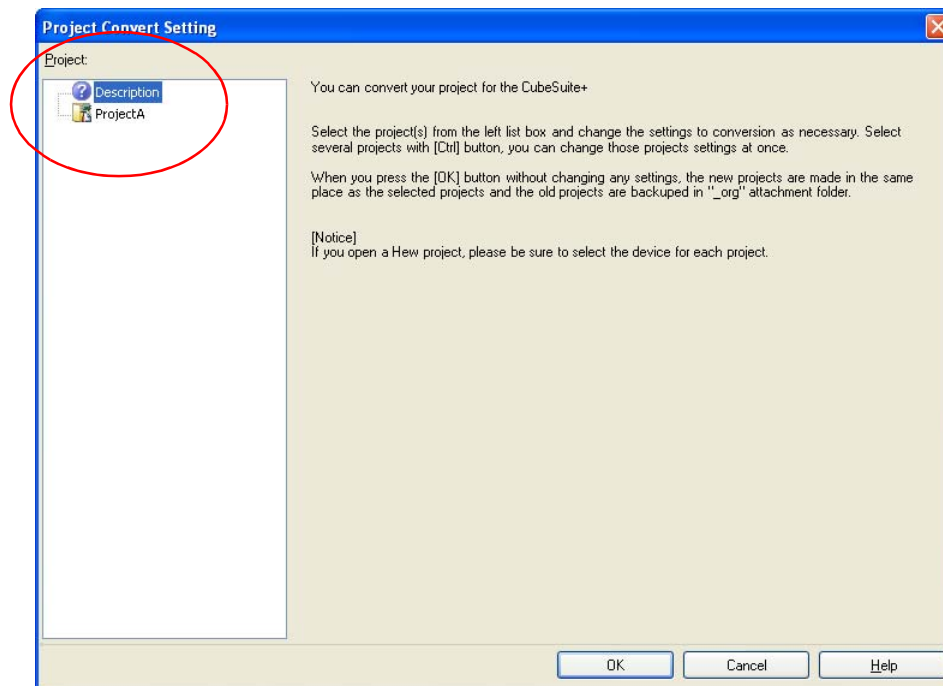 Project Convert Setting
Project:
Description
ProjectA
You can convert your project for the CubeSuite+
Select the project(s) from the left list box and change the settings to conversion as necessary. Select
several projects with [Ctrl] button, you can change those projects settings at once.
When you press the [OK] button without changing any settings, the new projects are made in the same
place as the selected projects and the old projects are backuped in "_org" attachment folder.
[Notice]
If you open a Hew project, please be sure to select the device for each project.
OK
Cancel
Help